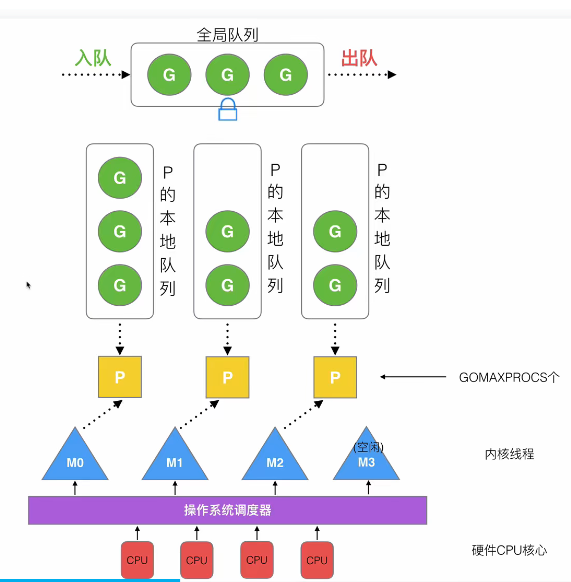 全局队列
入队
出队
G G G
G
G G G
G G G
P的本地队列
P的本地队列
P的本地队列
P P P
GOMAXPROCS个
(空闲)
M0 M1 M2 M3
内核线程
操作系统调度器
CPU CPU CPU CPU
硬件CPU核心